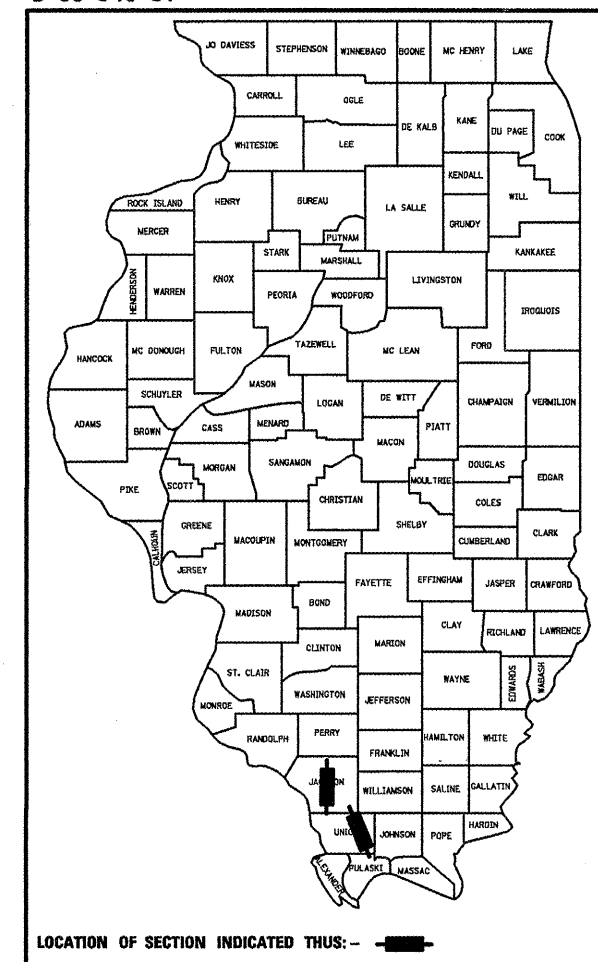 JO DAVIESS STEPHENSON WINNEBAGO BOONE MC HENRY LAKE
CARROLL OGLE DE KALB KANE DU PAGE COOK
WHITESIDE LEE
KENDALL WILL
ROCK ISLAND HENRY BUREAU LA SALLE GRUNDY
MERCER PUTNAM
STARK MARSHALL KANKAKEE
HENDERSON WARREN KNOX PEORIA WOODFORD LIVINGSTON IROQUOIS
HANCOCK MC DONOUGH FULTON TAZEWELL MC LEAN FORD
MASON
SCHUYLER LOGAN DE WITT CHAMPAIGN VERMILION
ADAMS BROWN CASS MENARD PIATT
MACON
PIKE SCOTT MORGAN SANGAMON MOULTRIE DOUGLAS EDGAR
CHRISTIAN COLES
CALHOUN GREENE MACOUPIN MONTGOMERY SHELBY CUMBERLAND CLARK
JERSEY FAYETTE EFFINGHAM JASPER CRAWFORD
MADISON BOND
CLAY RICHLAND LAWRENCE
CLINTON MARION
ST. CLAIR WAYNE EDWARDS WABASH
WASHINGTON JEFFERSON
MONROE
RANDOLPH PERRY HAMILTON WHITE
FRANKLIN
WILLIAMSON SALINE GALLATIN
HARDIN
JOHNSON POPE
ALEXANDER PULASKI MASSAC
LOCATION OF SECTION INDICATED THUS:-